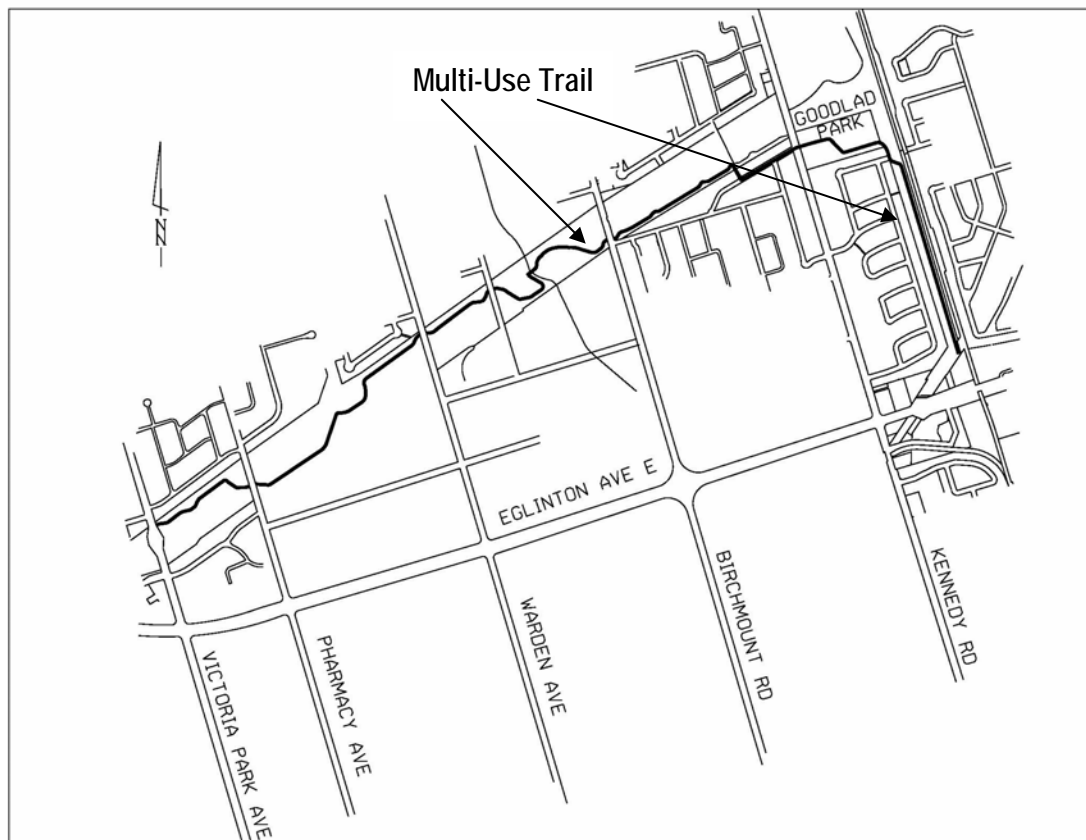 Multi-Use Trail
GOODLAD
PARK
N
EGLINTON AVE E
VICTORIA PARK AVE
PHARMACY AVE
WARDEN AVE
BIRCHMOUNT RD
KENNEDY RD